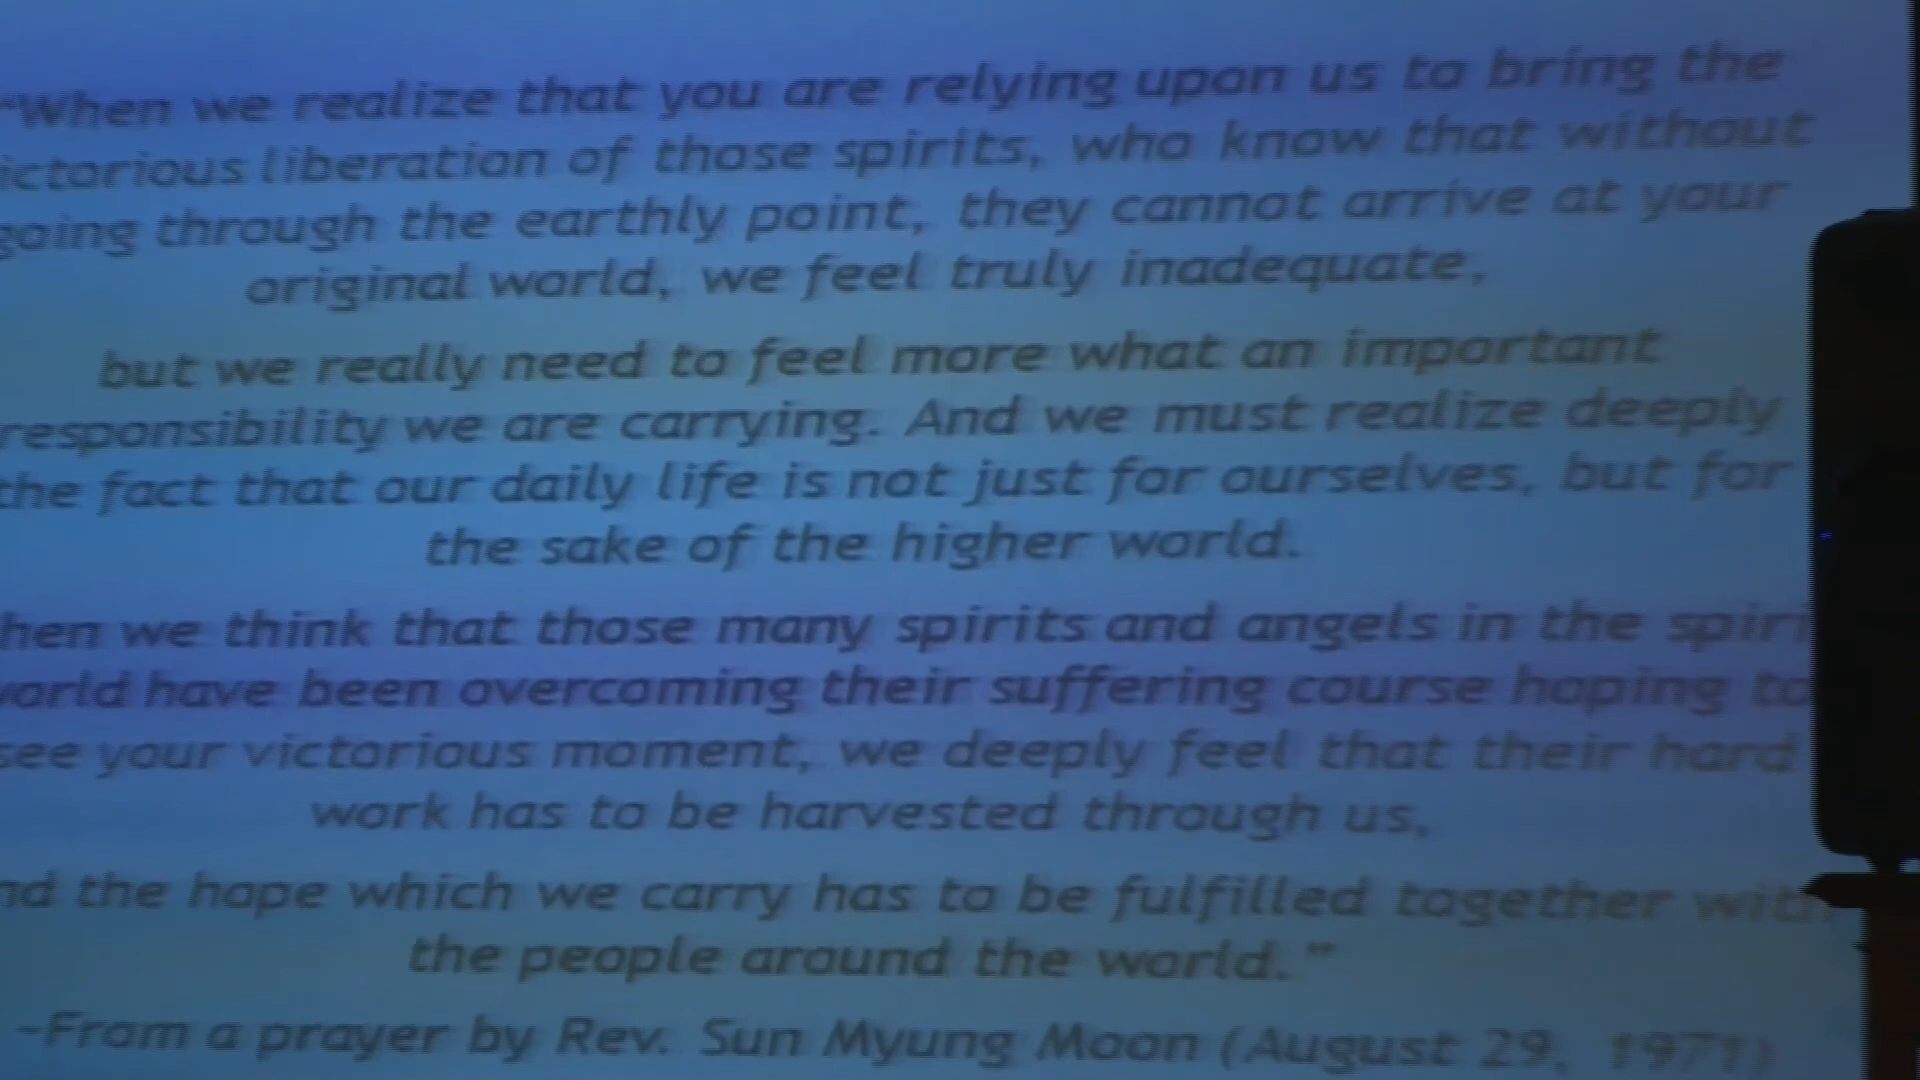 “When we realize that you are relying upon us to bring the
ictorious liberation of those spirits, who know that without
going through the earthly point, they cannot arrive at your
original world, we feel truly inadequate,
but we really need to feel more what an important
responsibility we are carrying. And we must realize deeply
the fact that our daily life is not just for ourselves, but for
the sake of the higher world.
hen we think that those many spirits and angels in the spiri
world have been overcoming their suffering course hoping to
see your victorious moment, we deeply feel that their hard
work has to be harvested through us,
nd the hope which we carry has to be fulfilled together with
the people around the world.”
~From a prayer by Rev. Sun Myung Moon (August 29, 1971)